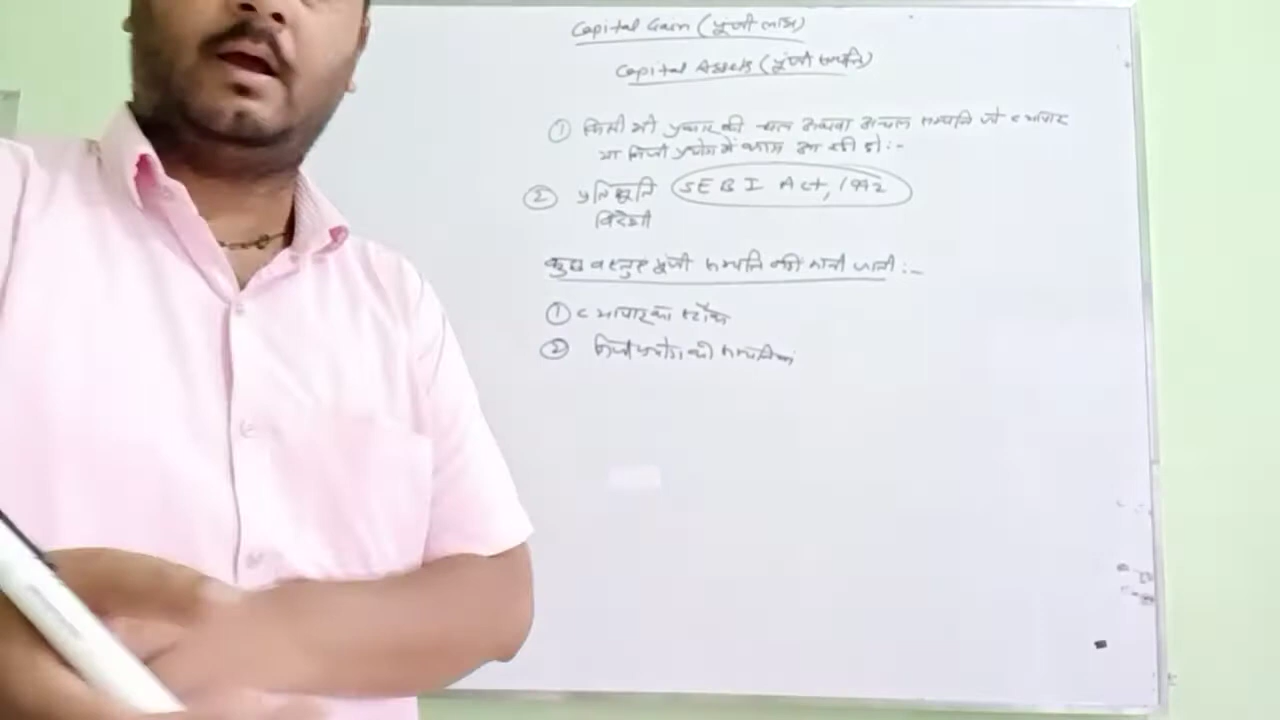 Capital Gain (पूंजी लाभ)
Capital Assets (पूंजी सम्पत्ति)
① किसी भी प्रकार की चल अथवा अचल सम्पत्ति जो व्यापार
या निजी प्रयोग में काम आ रही हो :-
② प्रतिभूति SEBI Act, 1992
विदेशी
कुछ वस्तुए पूंजी सम्पत्ति नहीं मानी जाती :-
① व्यापार का स्टॉक
② निजी प्रयोग की सम्पत्तियां